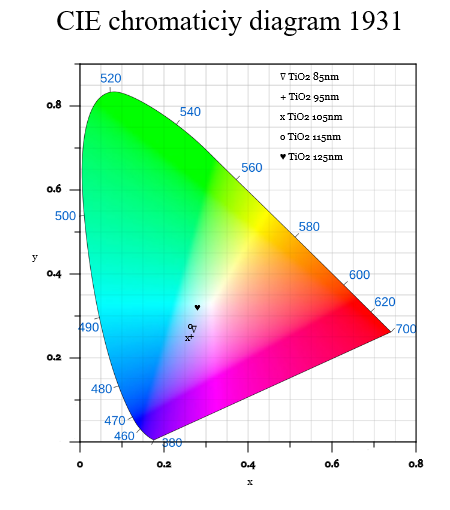 CIE chromaticiy diagram 1931
▽ TiO2 85nm
+ TiO2 95nm
x TiO2 105nm
o TiO2 115nm
♥ TiO2 125nm
520
0.8
540
560
0.6
500
580
y
0.4
600
620
490
700
0.2
480
470
460
380
0
0.2
0.4
0.6
0.8
x